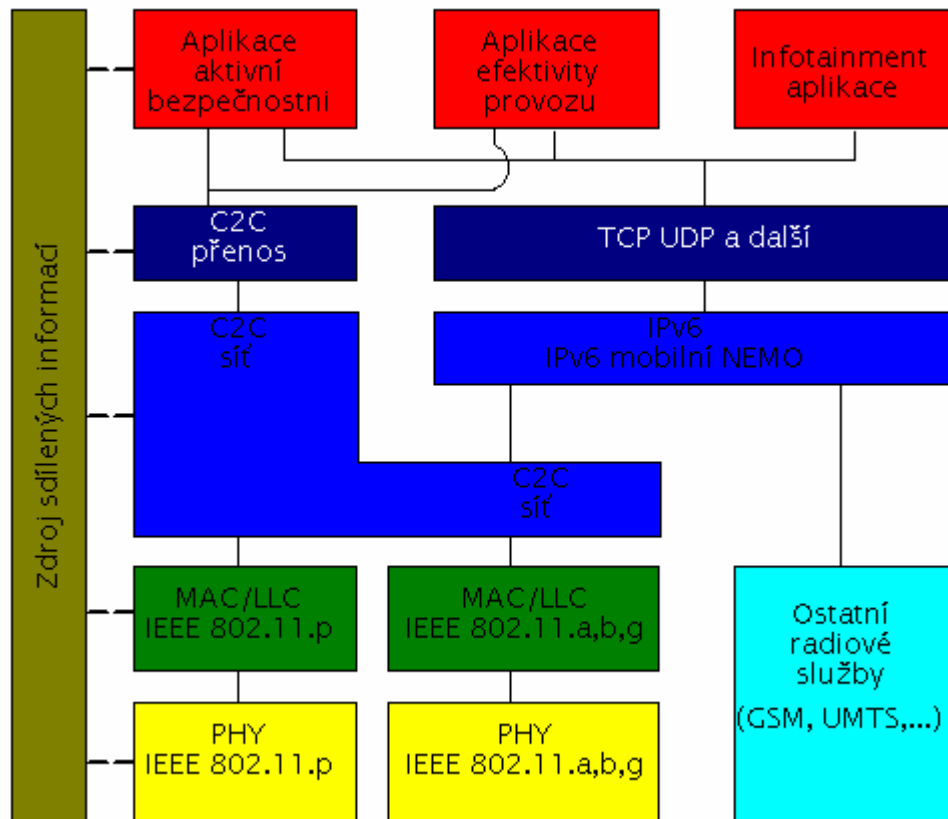 Zdroj sdílených informací
Aplikace
aktivní
bezpečnostni
Aplikace
efektivity
provozu
Infotainment
aplikace
C2C
přenos
TCP UDP a další
C2C
síť
IPv6
IPv6 mobilní NEMO
C2C
síť
MAC/LLC
IEEE 802.11.p
MAC/LLC
IEEE 802.11.a,b,g
Ostatní
radiové
služby
(GSM, UMTS,...)
PHY
IEEE 802.11.p
PHY
IEEE 802.11.a,b,g